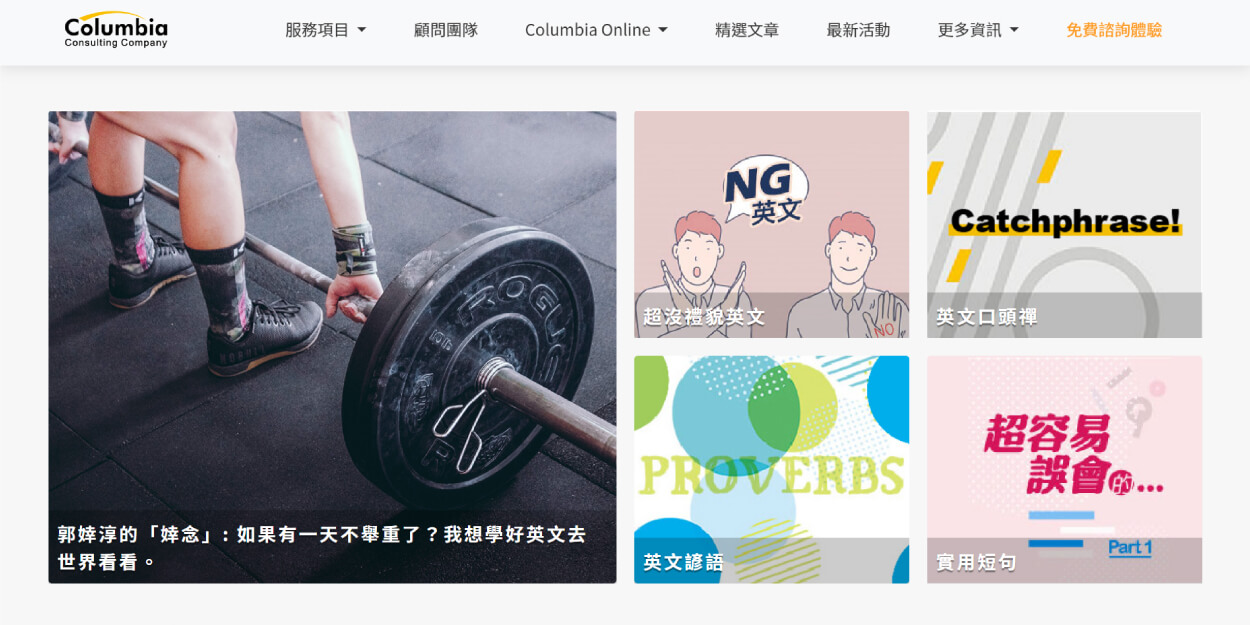 Columbia
Consulting Company
服務項目
顧問團隊
Columbia Online
精選文章
最新活動
更多資訊
免費諮詢體驗
ROGUE
郭婞淳的「婞念」: 如果有一天不舉重了？我想學好英文去
世界看看。
NG
英文
NO
超沒禮貌英文
Catchphrase!
英文口頭禪
PROVERBS
英文諺語
超容易
誤會的...
Part 1
實用短句